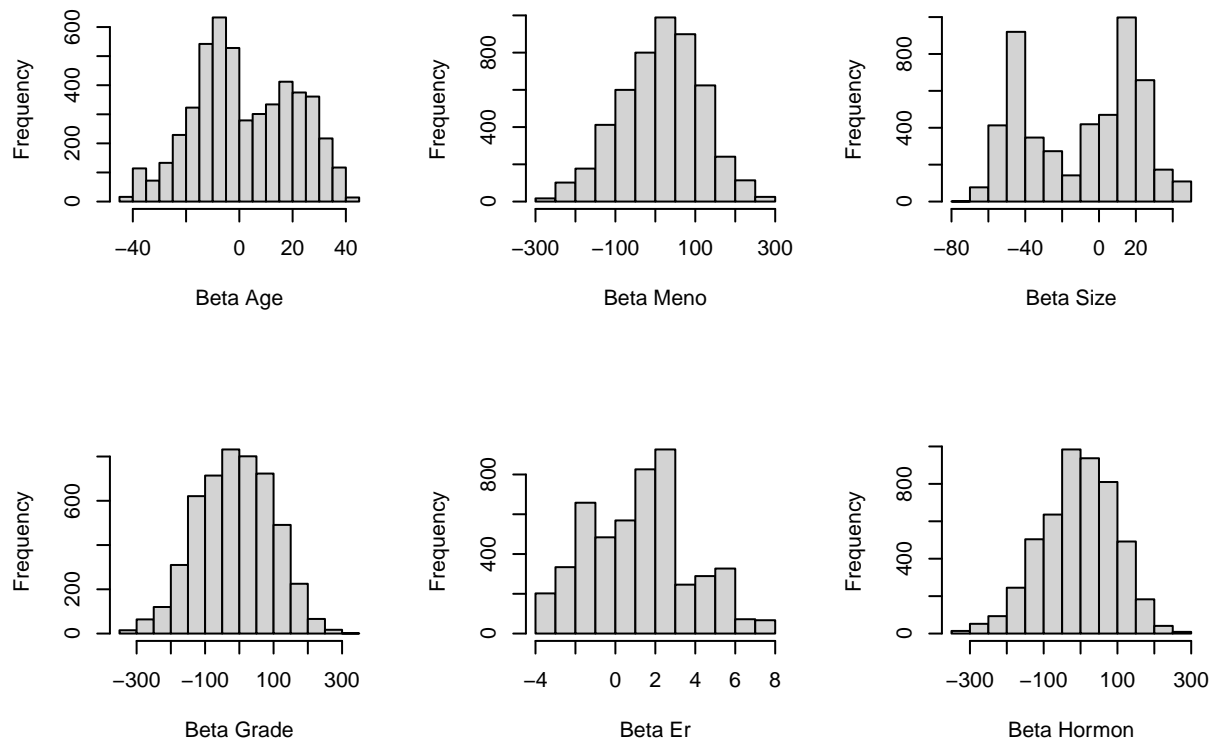 Frequency
0 200 400 600
−40 0 20 40
Beta Age
Frequency
0 400 800
−300 −100 100 300
Beta Meno
Frequency
0 400 800
−80 −40 0 20
Beta Size
Frequency
0 200 600
−300 −100 100 300
Beta Grade
Frequency
0 400 800
−4 0 2 4 6 8
Beta Er
Frequency
0 400 800
−300 −100 100 300
Beta Hormon